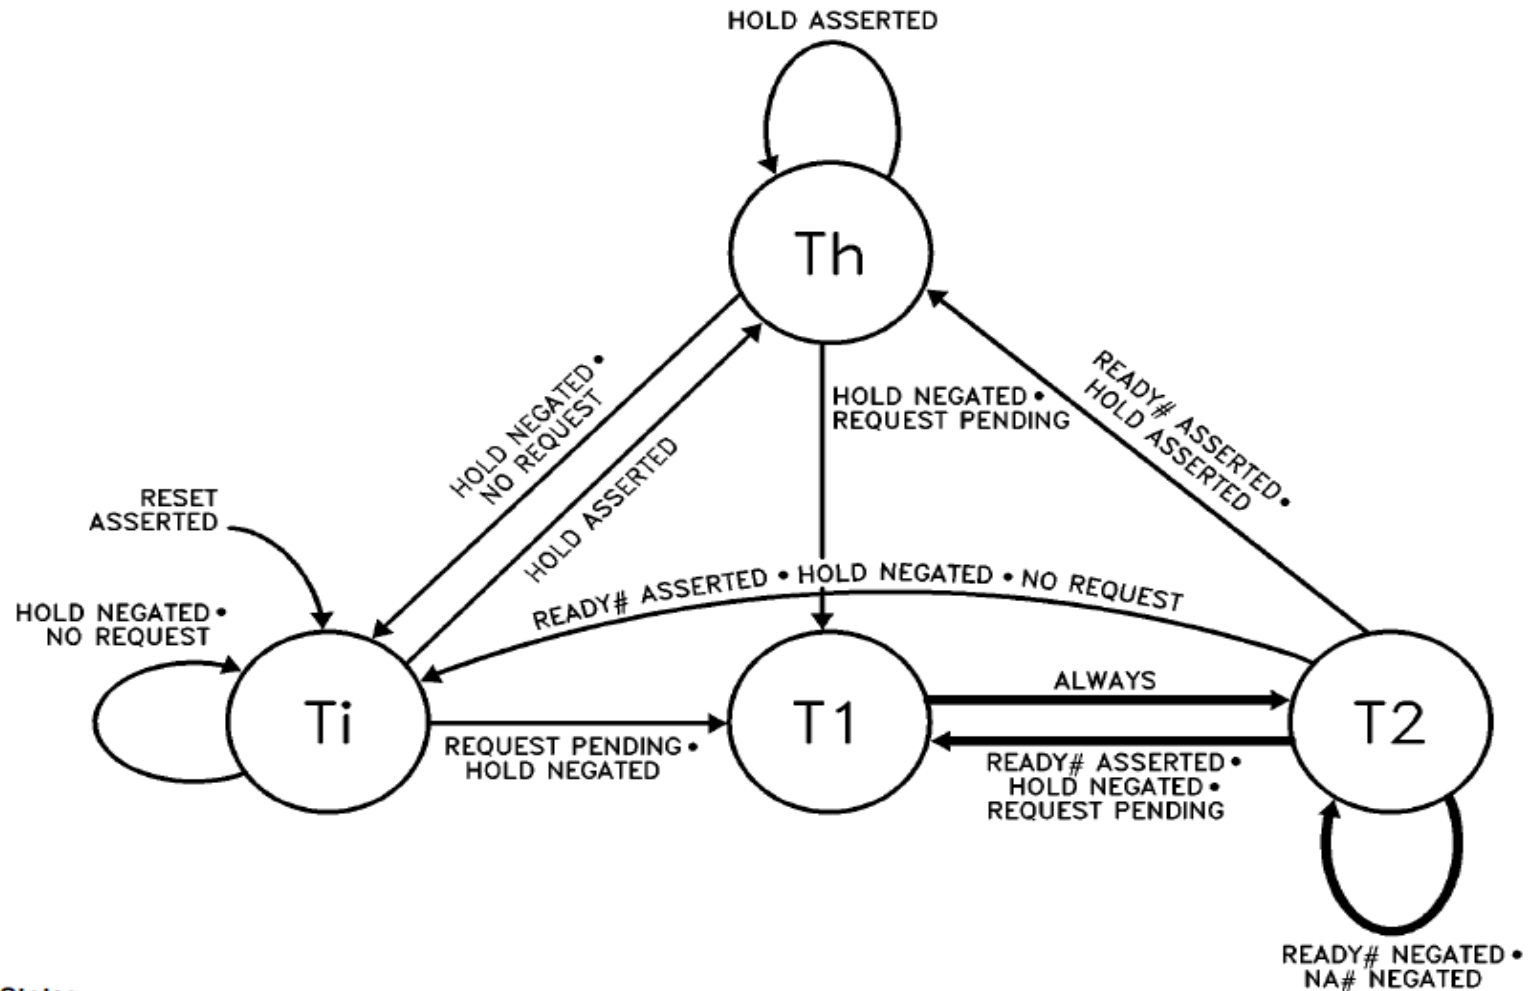 HOLD ASSERTED
Th
HOLD NEGATED •
NO REQUEST
HOLD ASSERTED
HOLD NEGATED •
REQUEST PENDING
READY# ASSERTED •
HOLD ASSERTED
RESET
ASSERTED
HOLD NEGATED •
NO REQUEST
READY# ASSERTED • HOLD NEGATED • NO REQUEST
Ti
REQUEST PENDING •
HOLD NEGATED
T1
ALWAYS
READY# ASSERTED •
HOLD NEGATED •
REQUEST PENDING
T2
READY# NEGATED •
NA# NEGATED